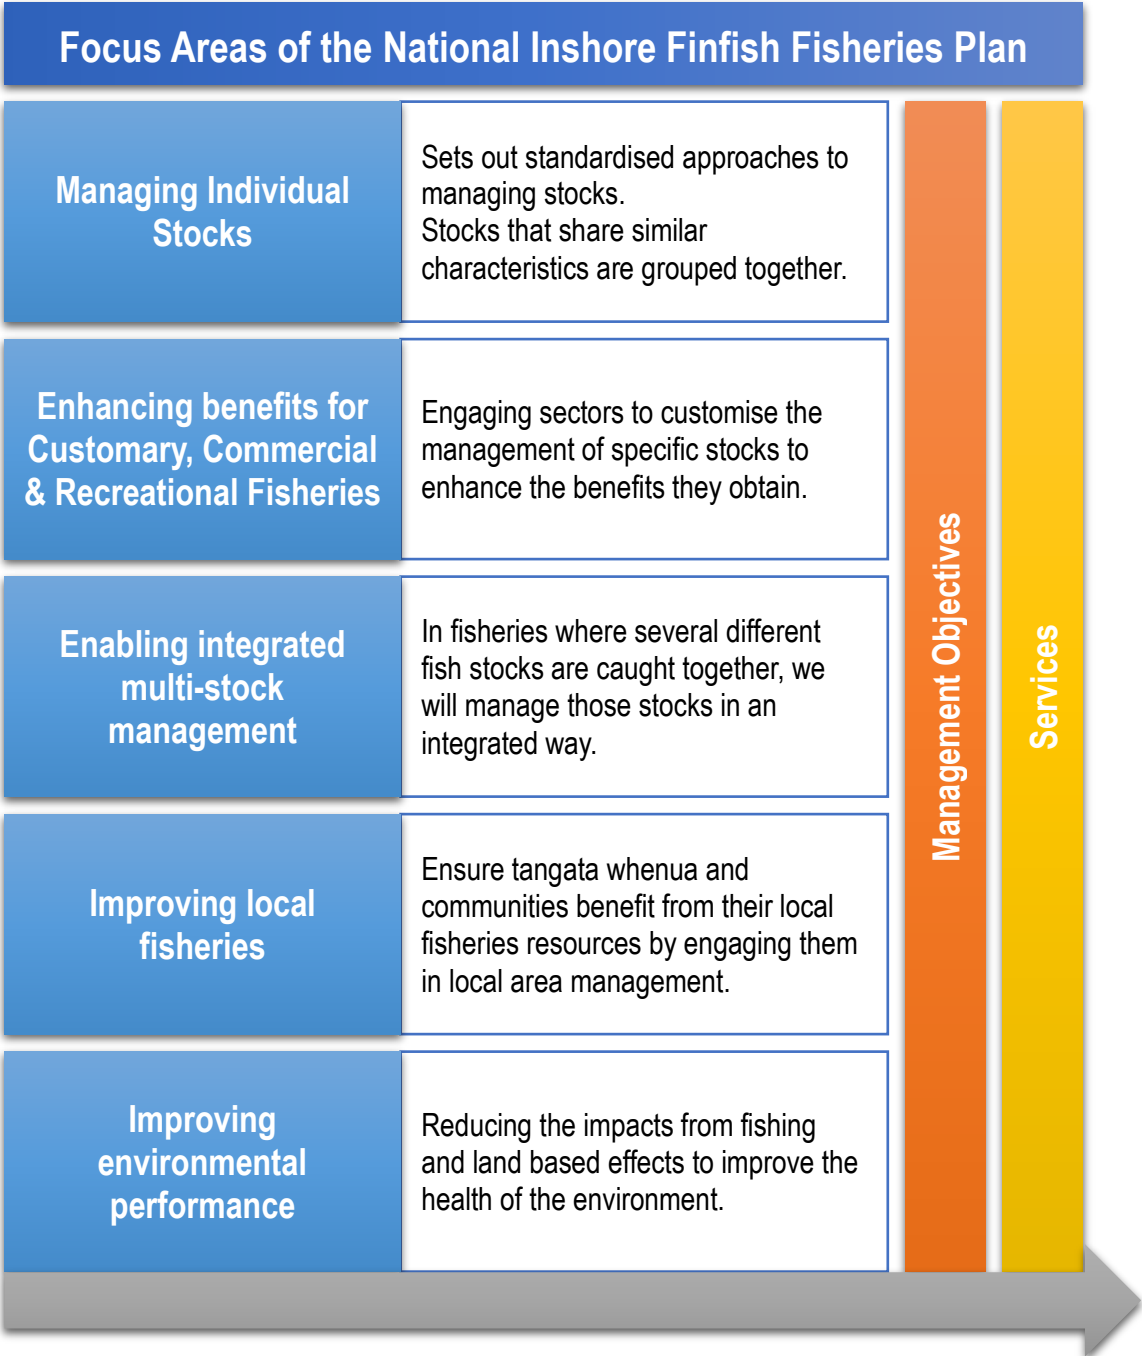 Focus Areas of the National Inshore Finfish Fisheries Plan
Managing Individual
Stocks
Sets out standardised approaches to
managing stocks.
Stocks that share similar
characteristics are grouped together.
Enhancing benefits for
Customary, Commercial
& Recreational Fisheries
Engaging sectors to customise the
management of specific stocks to
enhance the benefits they obtain.
Enabling integrated
multi-stock
management
In fisheries where several different
fish stocks are caught together, we
will manage those stocks in an
integrated way.
Improving local
fisheries
Ensure tangata whenua and
communities benefit from their local
fisheries resources by engaging them
in local area management.
Improving
environmental
performance
Reducing the impacts from fishing
and land based effects to improve the
health of the environment.
Management Objectives
Services